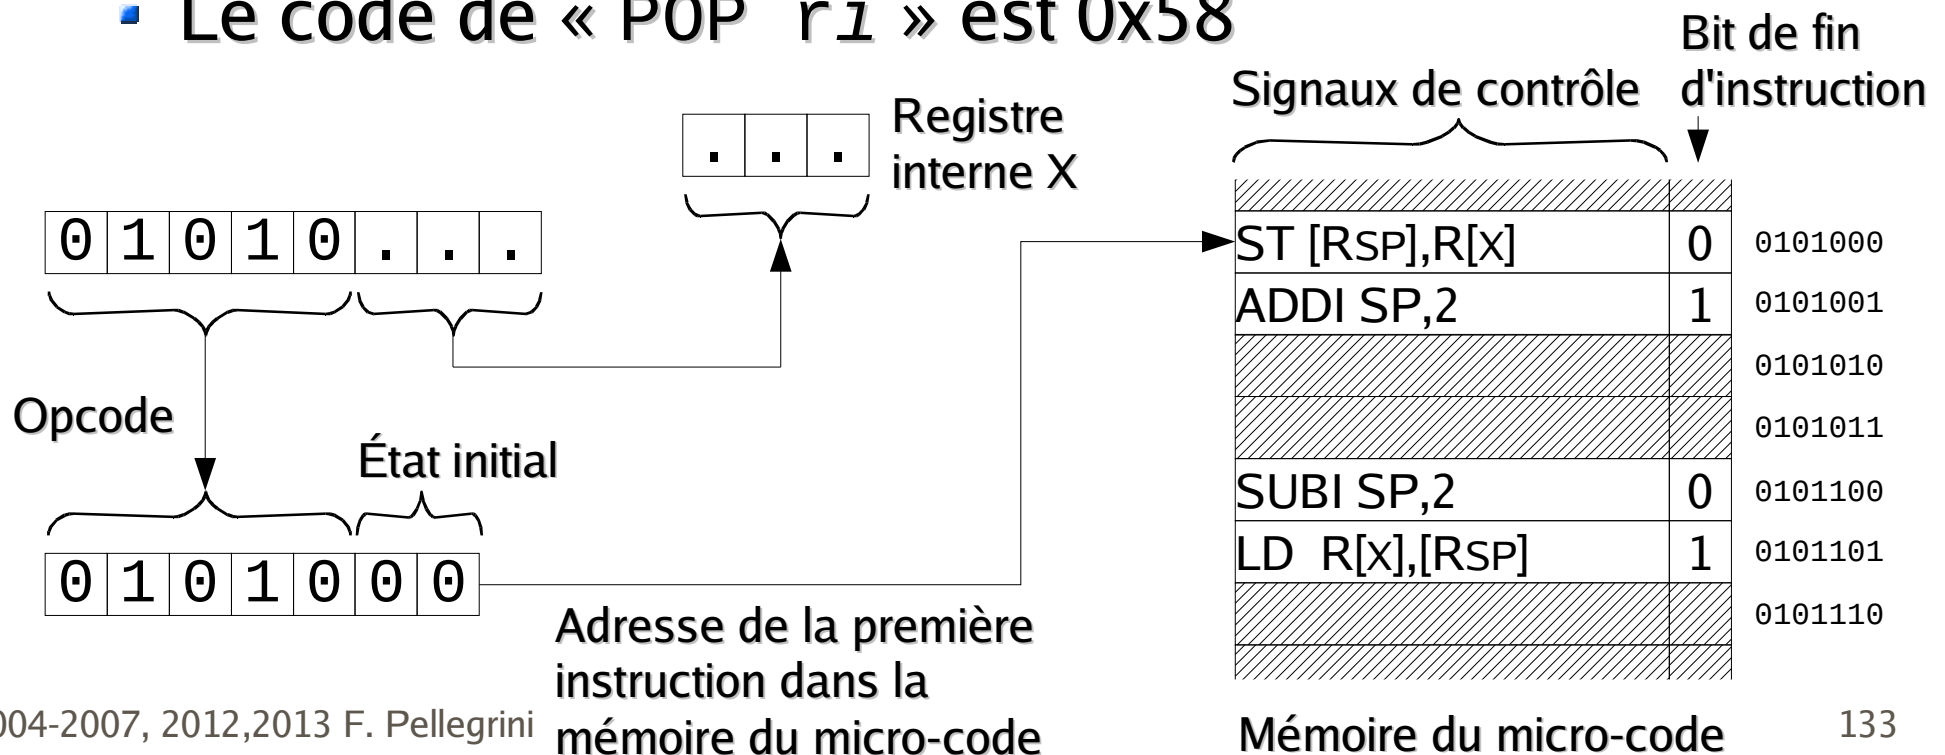 Le code de « POP ri » est 0x58
Bit de fin
d'instruction
Signaux de contrôle
Registre
interne X
. . .
0 1 0 1 0 . . .
Opcode
État initial
0 1 0 1 0 0 0
Adresse de la première
instruction dans la
mémoire du micro-code
ST [RSP],R[X] 0 0101000
ADDI SP,2 1 0101001
0101010
0101011
SUBI SP,2 0 0101100
LD R[X],[RSP] 1 0101101
0101110
Mémoire du micro-code
004-2007, 2012,2013 F. Pellegrini
133